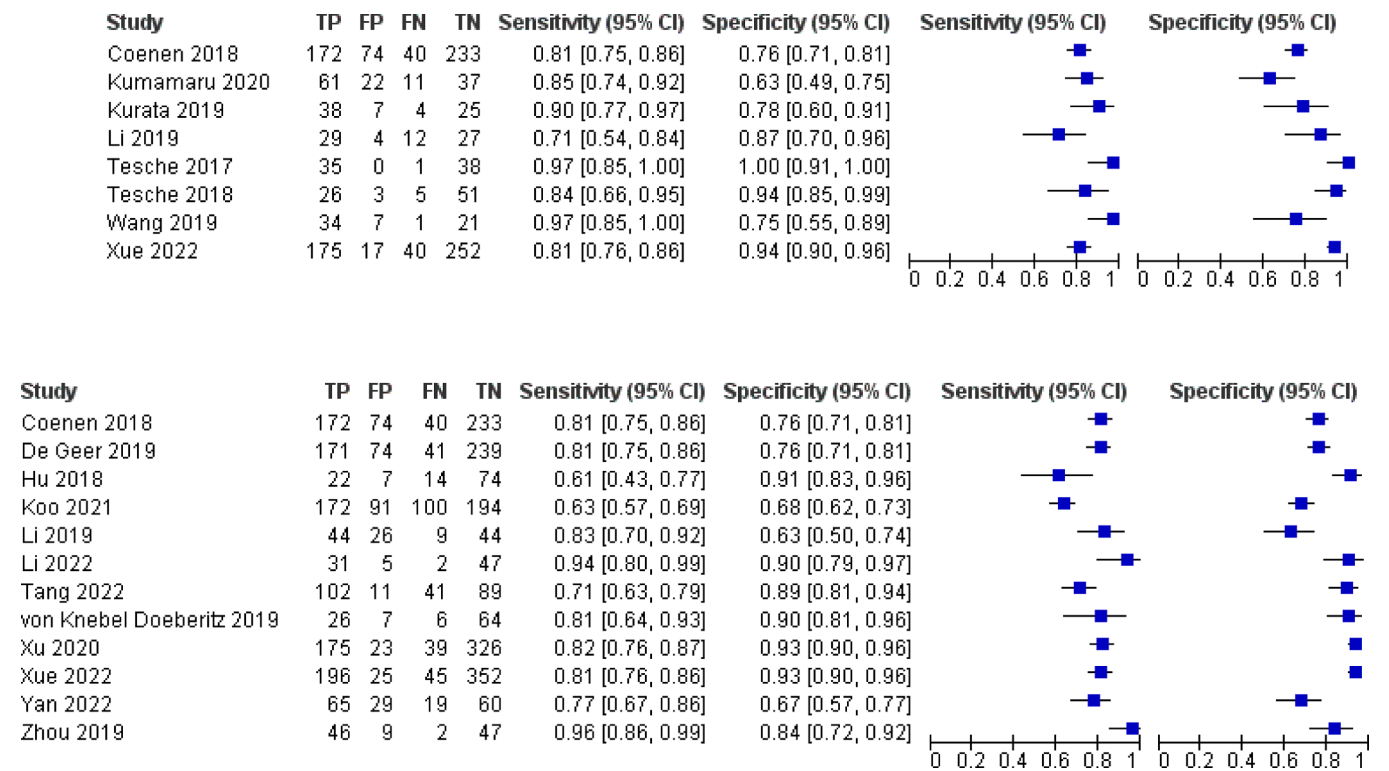 Study TP FP FN TN Sensitivity (95% CI) Specificity (95% CI) Sensitivity (95% CI) Specificity (95% CI)
Coenen 2018 172 74 40 233 0.81 [0.75, 0.86] 0.76 [0.71, 0.81]
Kumamaru 2020 61 22 11 37 0.85 [0.74, 0.92] 0.63 [0.49, 0.75]
Kurata 2019 38 7 4 25 0.90 [0.77, 0.97] 0.78 [0.60, 0.91]
Li 2019 29 4 12 27 0.71 [0.54, 0.84] 0.87 [0.70, 0.96]
Tesche 2017 35 0 1 38 0.97 [0.85, 1.00] 1.00 [0.91, 1.00]
Tesche 2018 26 3 5 51 0.84 [0.66, 0.95] 0.94 [0.85, 0.99]
Wang 2019 34 7 1 21 0.97 [0.85, 1.00] 0.75 [0.55, 0.89]
Xue 2022 175 17 40 252 0.81 [0.76, 0.86] 0.94 [0.90, 0.96]
0 0.2 0.4 0.6 0.8 1 0 0.2 0.4 0.6 0.8 1
Study TP FP FN TN Sensitivity (95% CI) Specificity (95% CI) Sensitivity (95% CI) Specificity (95% CI)
Coenen 2018 172 74 40 233 0.81 [0.75, 0.86] 0.76 [0.71, 0.81]
De Geer 2019 171 74 41 239 0.81 [0.75, 0.86] 0.76 [0.71, 0.81]
Hu 2018 22 7 14 74 0.61 [0.43, 0.77] 0.91 [0.83, 0.96]
Koo 2021 172 91 100 194 0.63 [0.57, 0.69] 0.68 [0.62, 0.73]
Li 2019 44 26 9 44 0.83 [0.70, 0.92] 0.63 [0.50, 0.74]
Li 2022 31 5 2 47 0.94 [0.80, 0.99] 0.90 [0.79, 0.97]
Tang 2022 102 11 41 89 0.71 [0.63, 0.79] 0.89 [0.81, 0.94]
von Knebel Doeberitz 2019 26 7 6 64 0.81 [0.64, 0.93] 0.90 [0.81, 0.96]
Xu 2020 175 23 39 326 0.82 [0.76, 0.87] 0.93 [0.90, 0.96]
Xue 2022 196 25 45 352 0.81 [0.76, 0.86] 0.93 [0.90, 0.96]
Yan 2022 65 29 19 60 0.77 [0.67, 0.86] 0.67 [0.57, 0.77]
Zhou 2019 46 9 2 47 0.96 [0.86, 0.99] 0.84 [0.72, 0.92]
0 0.2 0.4 0.6 0.8 1 0 0.2 0.4 0.6 0.8 1